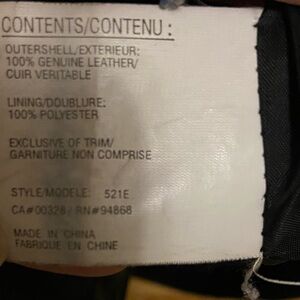 CONTENTS/CONTENU:
OUTERSHELL/EXTERIEUR:
100% GENUINE LEATHER/
CUIR VERITABLE
LINING/DOUBLURE:
100% POLYESTER
EXCLUSIVE OF TRIM/
GARNITURE NON COMPRISE
STYLE/MODELE: 521E
CA#00328 / RN#94868
MADE IN CHINA
FABRIQUE EN CHINE